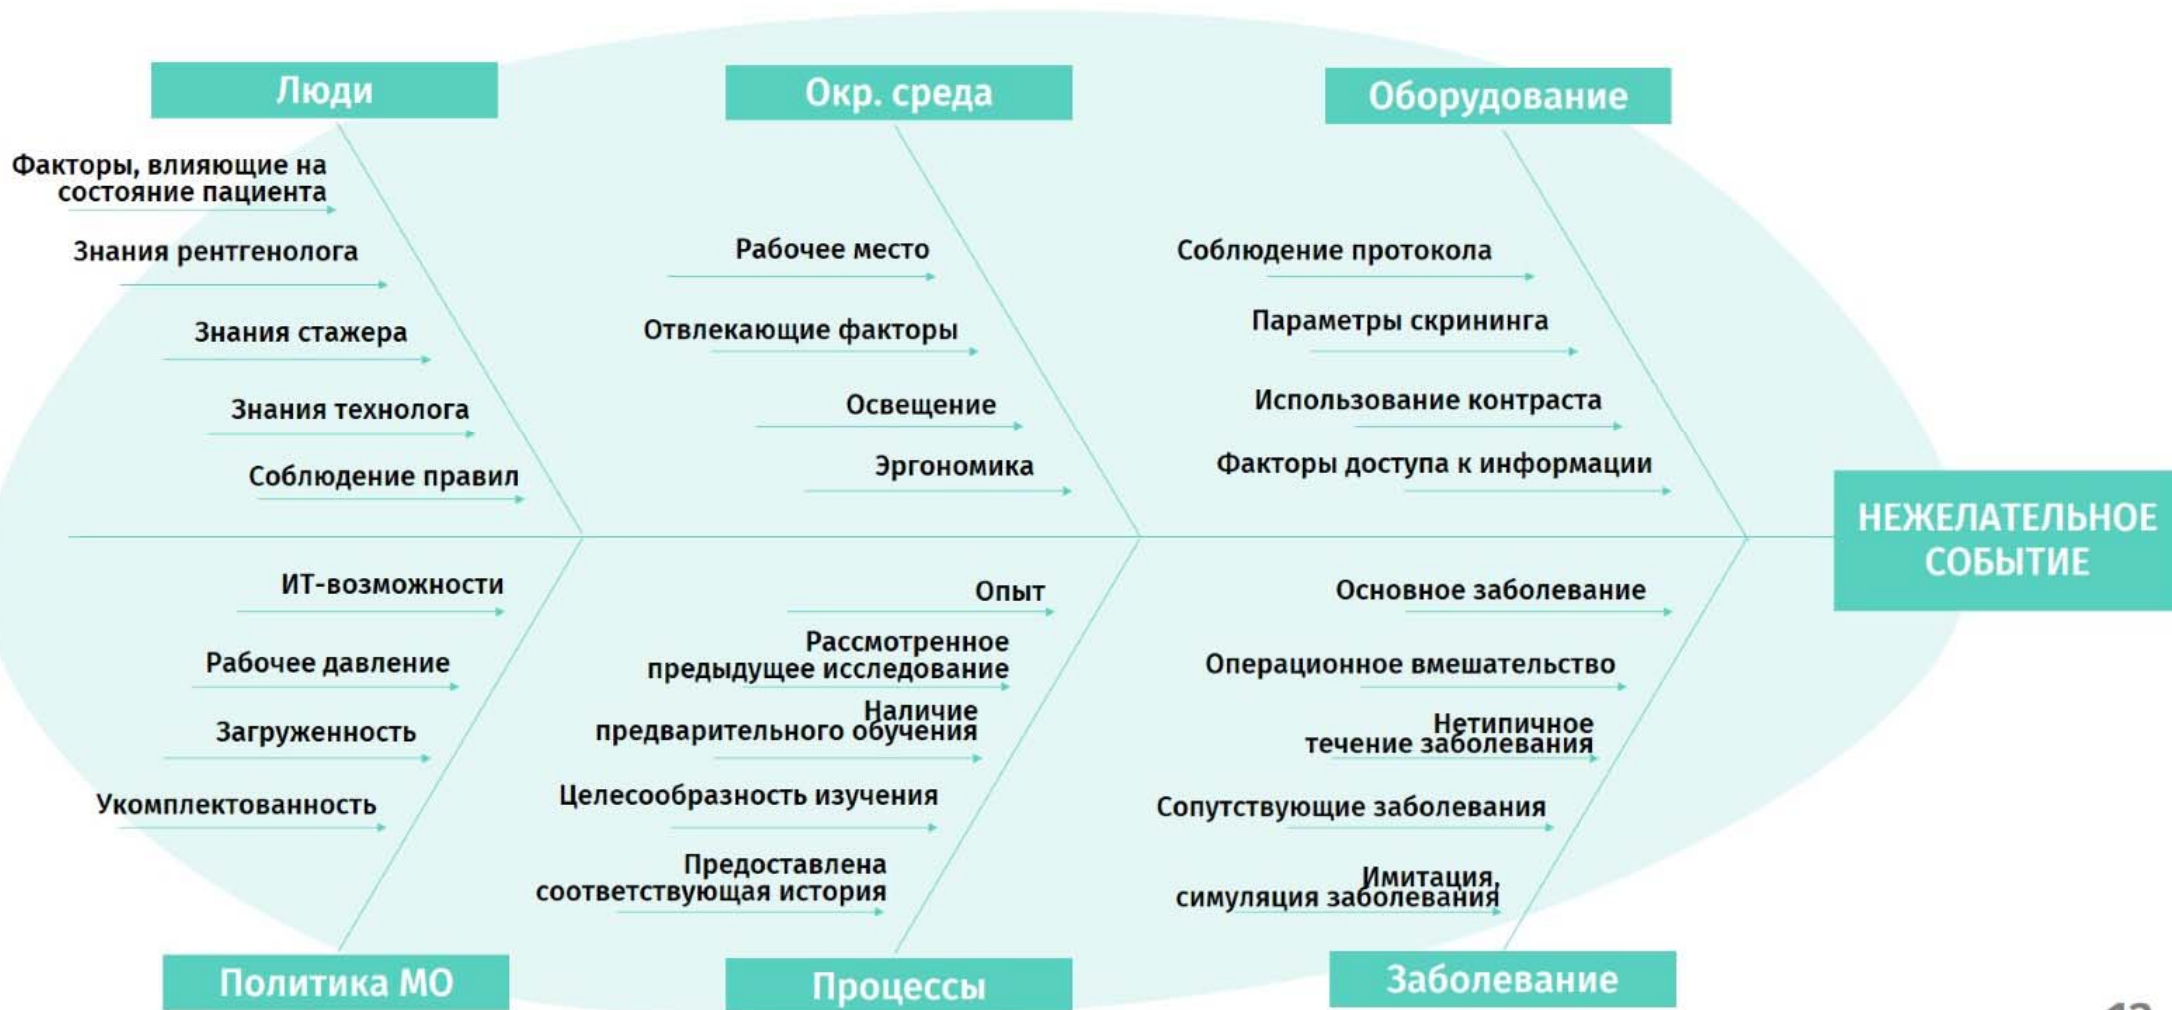 Люди
Факторы, влияющие на
состояние пациента
Знания рентгенолога
Знания стажера
Знания технолога
Соблюдение правил
Окр. среда
Рабочее место
Отвлекающие факторы
Освещение
Эргономика
Оборудование
Соблюдение протокола
Параметры скрининга
Использование контраста
Факторы доступа к информации
НЕЖЕЛАТЕЛЬНОЕ
СОБЫТИЕ
ИТ-возможности
Рабочее давление
Загруженность
Укомплектованность
Политика МО
Опыт
Рассмотренное
предыдущее исследование
Наличие
предварительного обучения
Целесообразность изучения
Предоставлена
соответствующая история
Процессы
Основное заболевание
Операционное вмешательство
Нетипичное
течение заболевания
Сопутствующие заболевания
Имитация,
симуляция заболевания
Заболевание